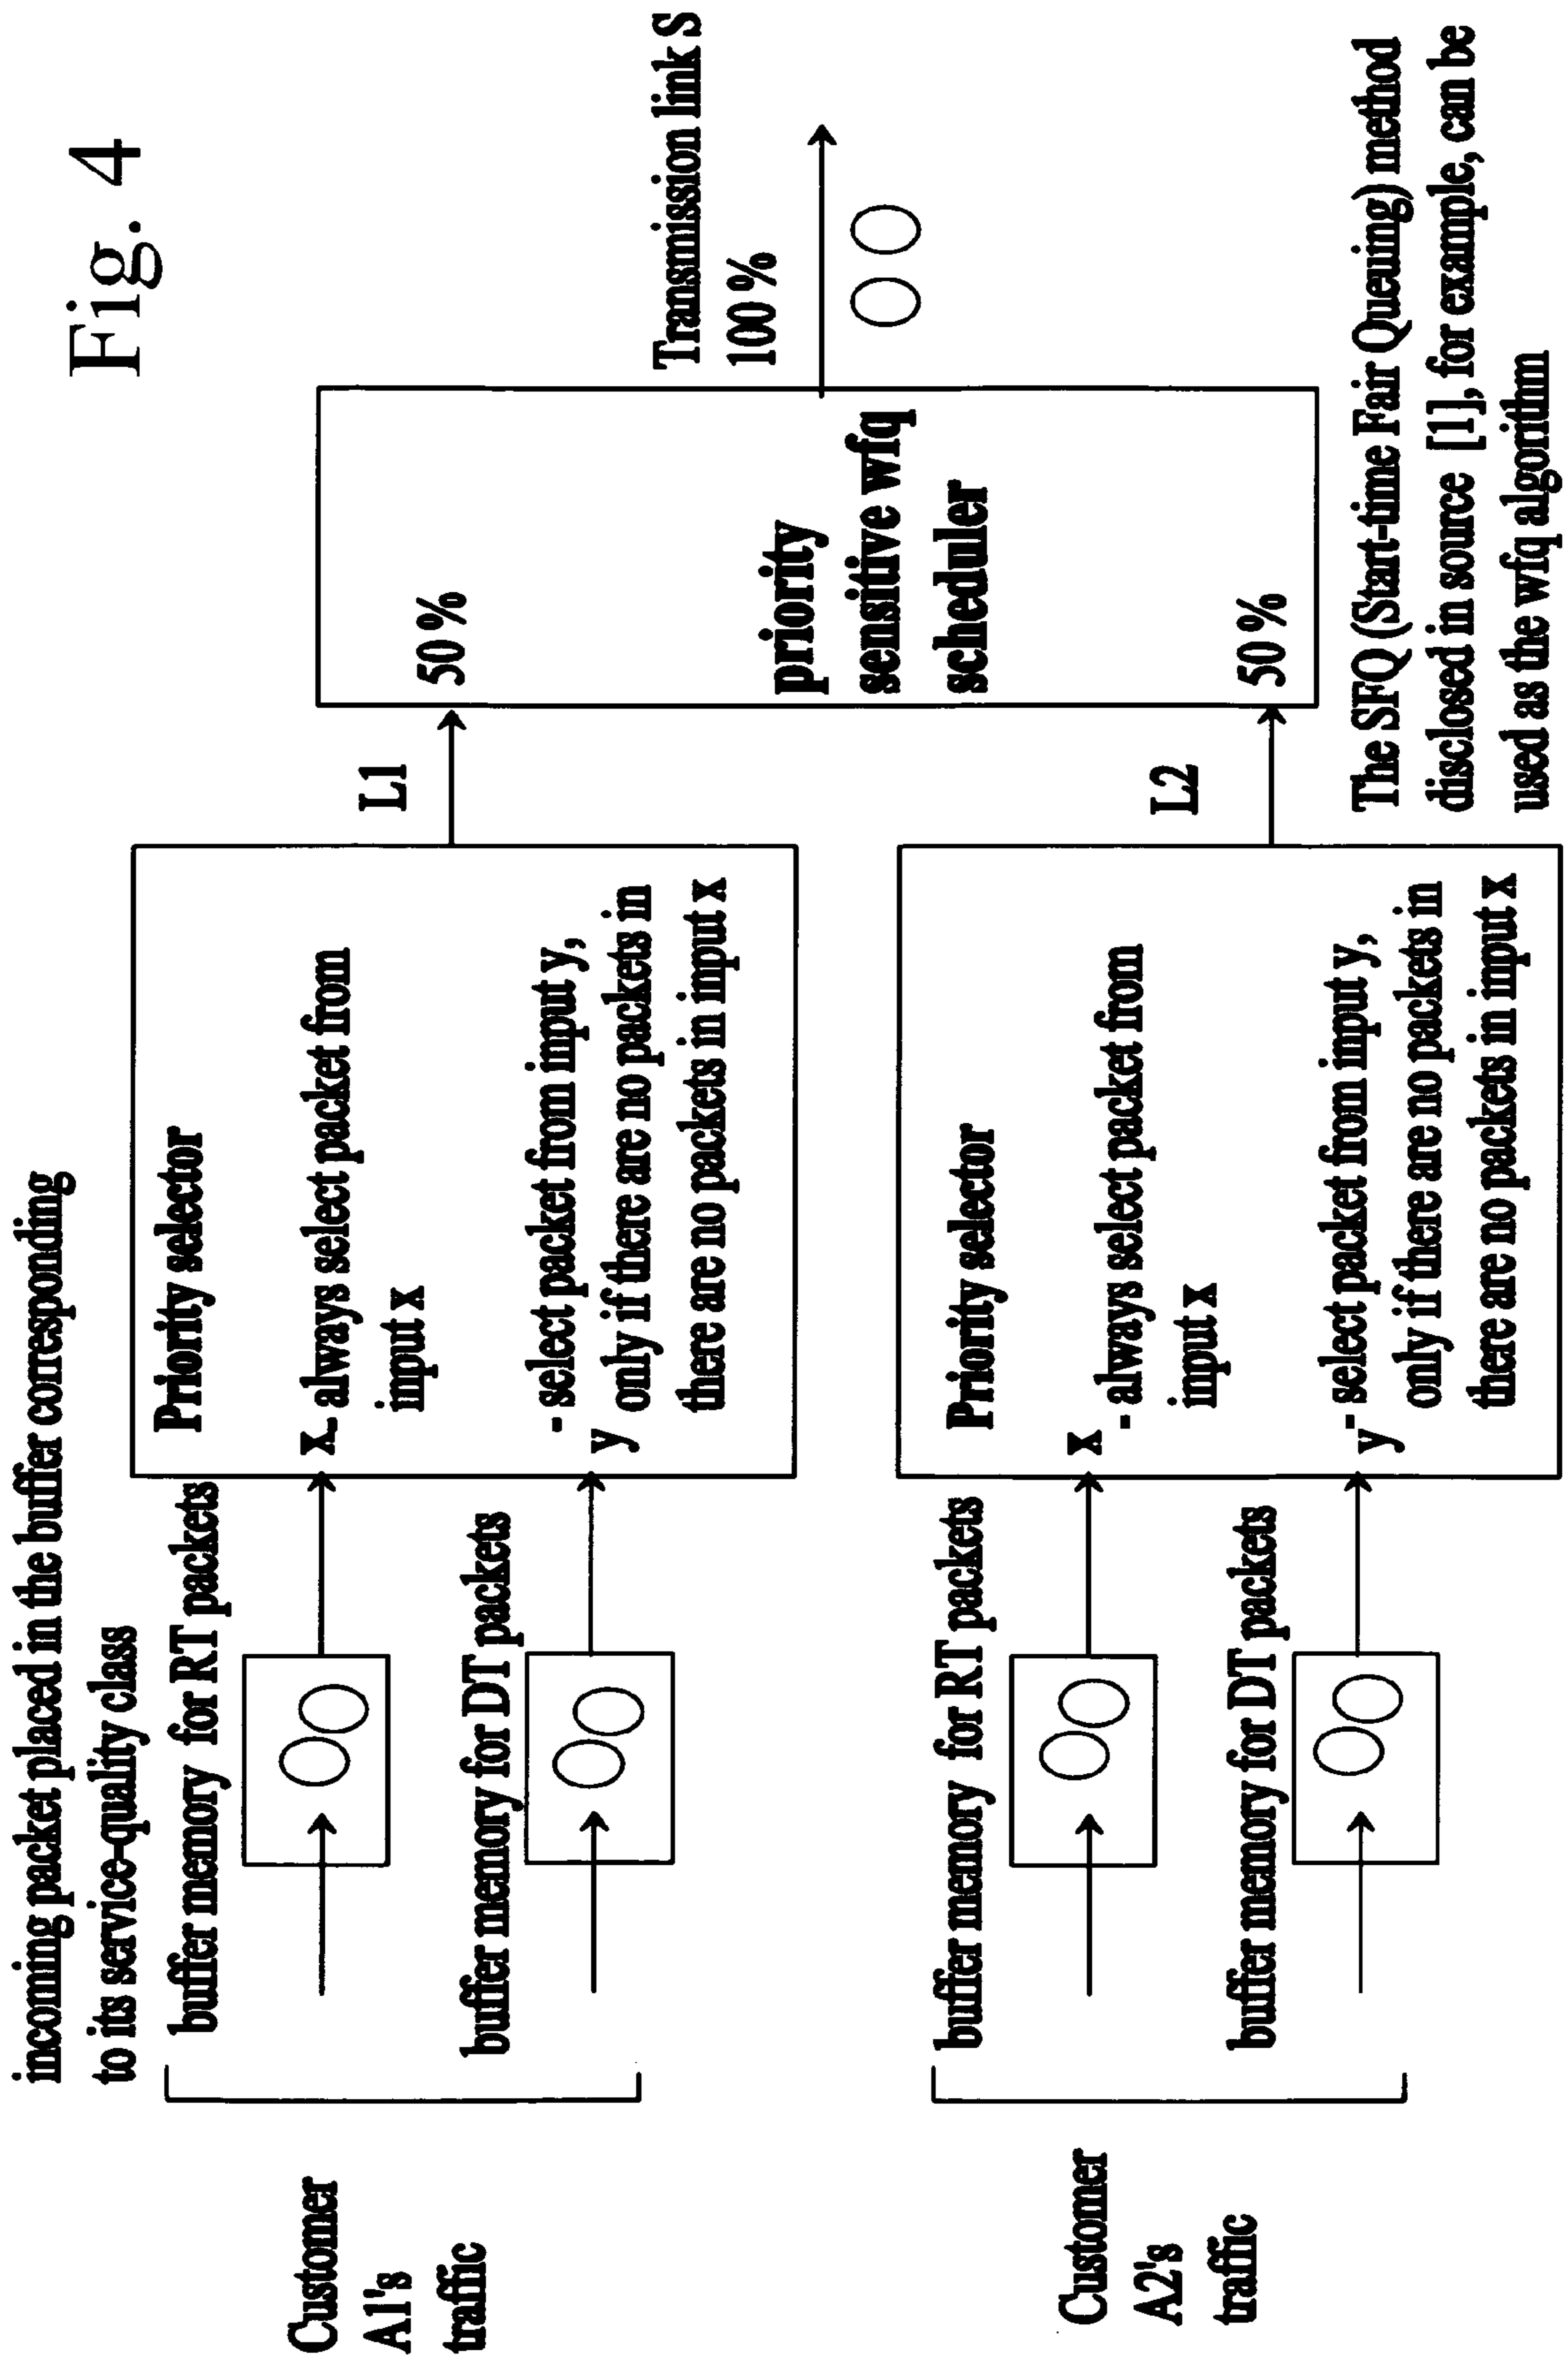 Fig. 4
incoming packet placed in the buffer corresponding
to its service-quality class
Customer
A1's
traffic
buffer memory for RT packets
buffer memory for DT packets
Priority selector
x
- always select packet from
input x
y
- select packet from input y,
only if there are no packets in
there are no packets in input x
L1
50 %
priority
sensitive wfq
scheduler
50 %
Transmission link S
100 %
Customer
A2's
traffic
buffer memory for RT packets
buffer memory for DT packets
Priority selector
x
- always select packet from
input x
y
- select packet from input y,
only if there are no packets in
there are no packets in input x
L2
The SFQ (Start-time Fair Queuing) method
disclosed in source [1], for example, can be
used as the wfq algorithm